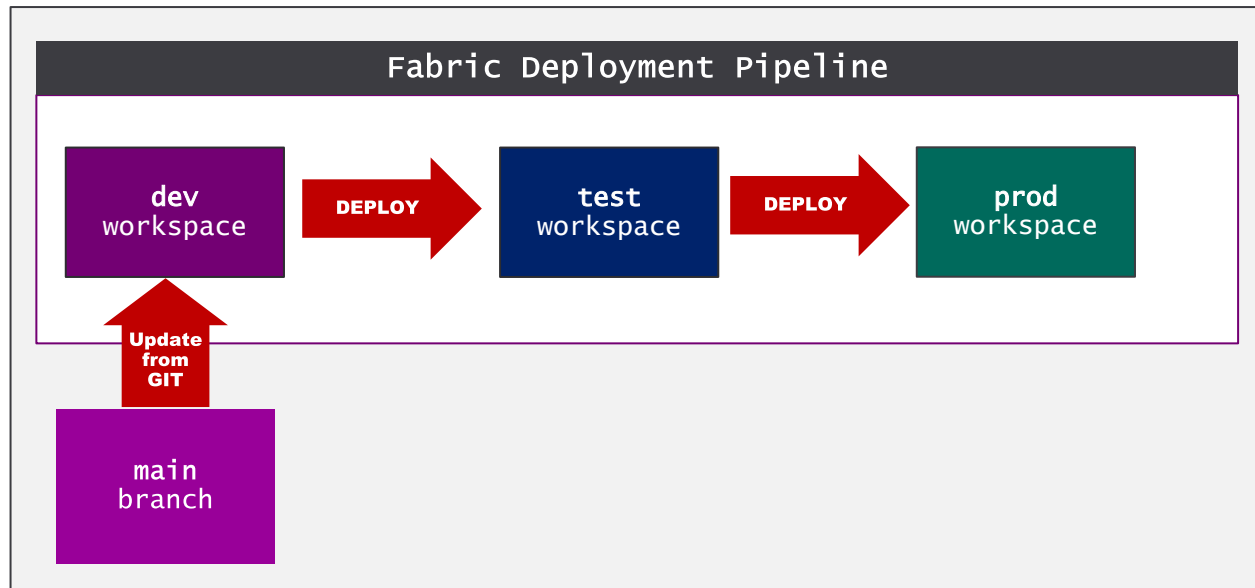 Fabric Deployment Pipeline
dev
workspace
DEPLOY
test
workspace
DEPLOY
prod
workspace
Update
from
GIT
main
branch